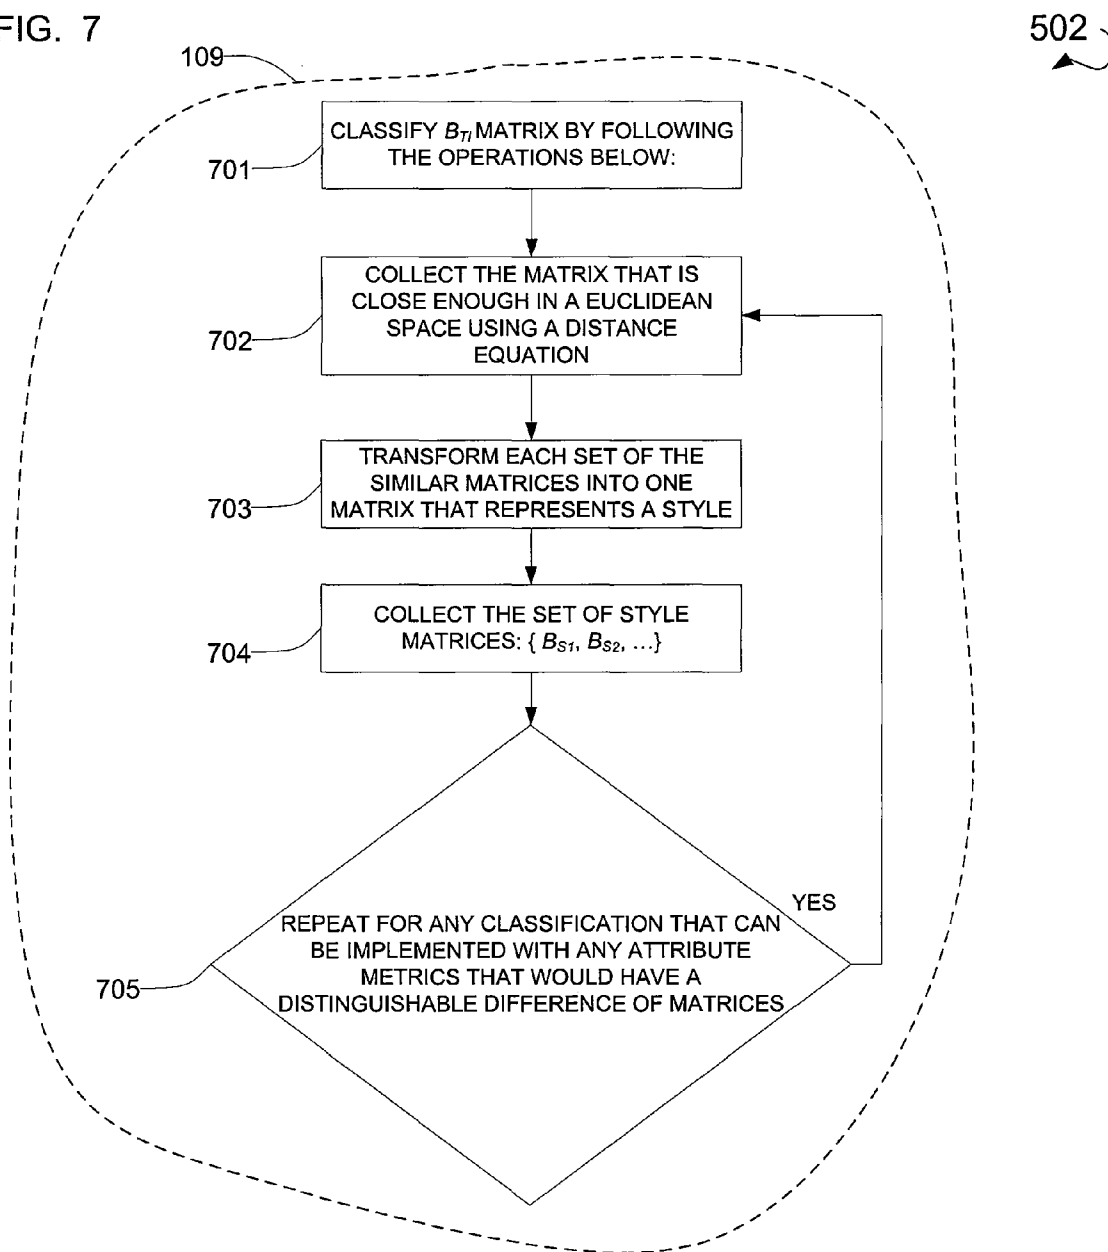 FIG. 7
502
109
CLASSIFY B_TI MATRIX BY FOLLOWING
THE OPERATIONS BELOW:
701
COLLECT THE MATRIX THAT IS
CLOSE ENOUGH IN A EUCLIDEAN
SPACE USING A DISTANCE
EQUATION
702
TRANSFORM EACH SET OF THE
SIMILAR MATRICES INTO ONE
MATRIX THAT REPRESENTS A STYLE
703
COLLECT THE SET OF STYLE
MATRICES: { B_S1, B_S2, ...}
704
YES
REPEAT FOR ANY CLASSIFICATION THAT CAN
BE IMPLEMENTED WITH ANY ATTRIBUTE
METRICS THAT WOULD HAVE A
DISTINGUISHABLE DIFFERENCE OF MATRICES
705